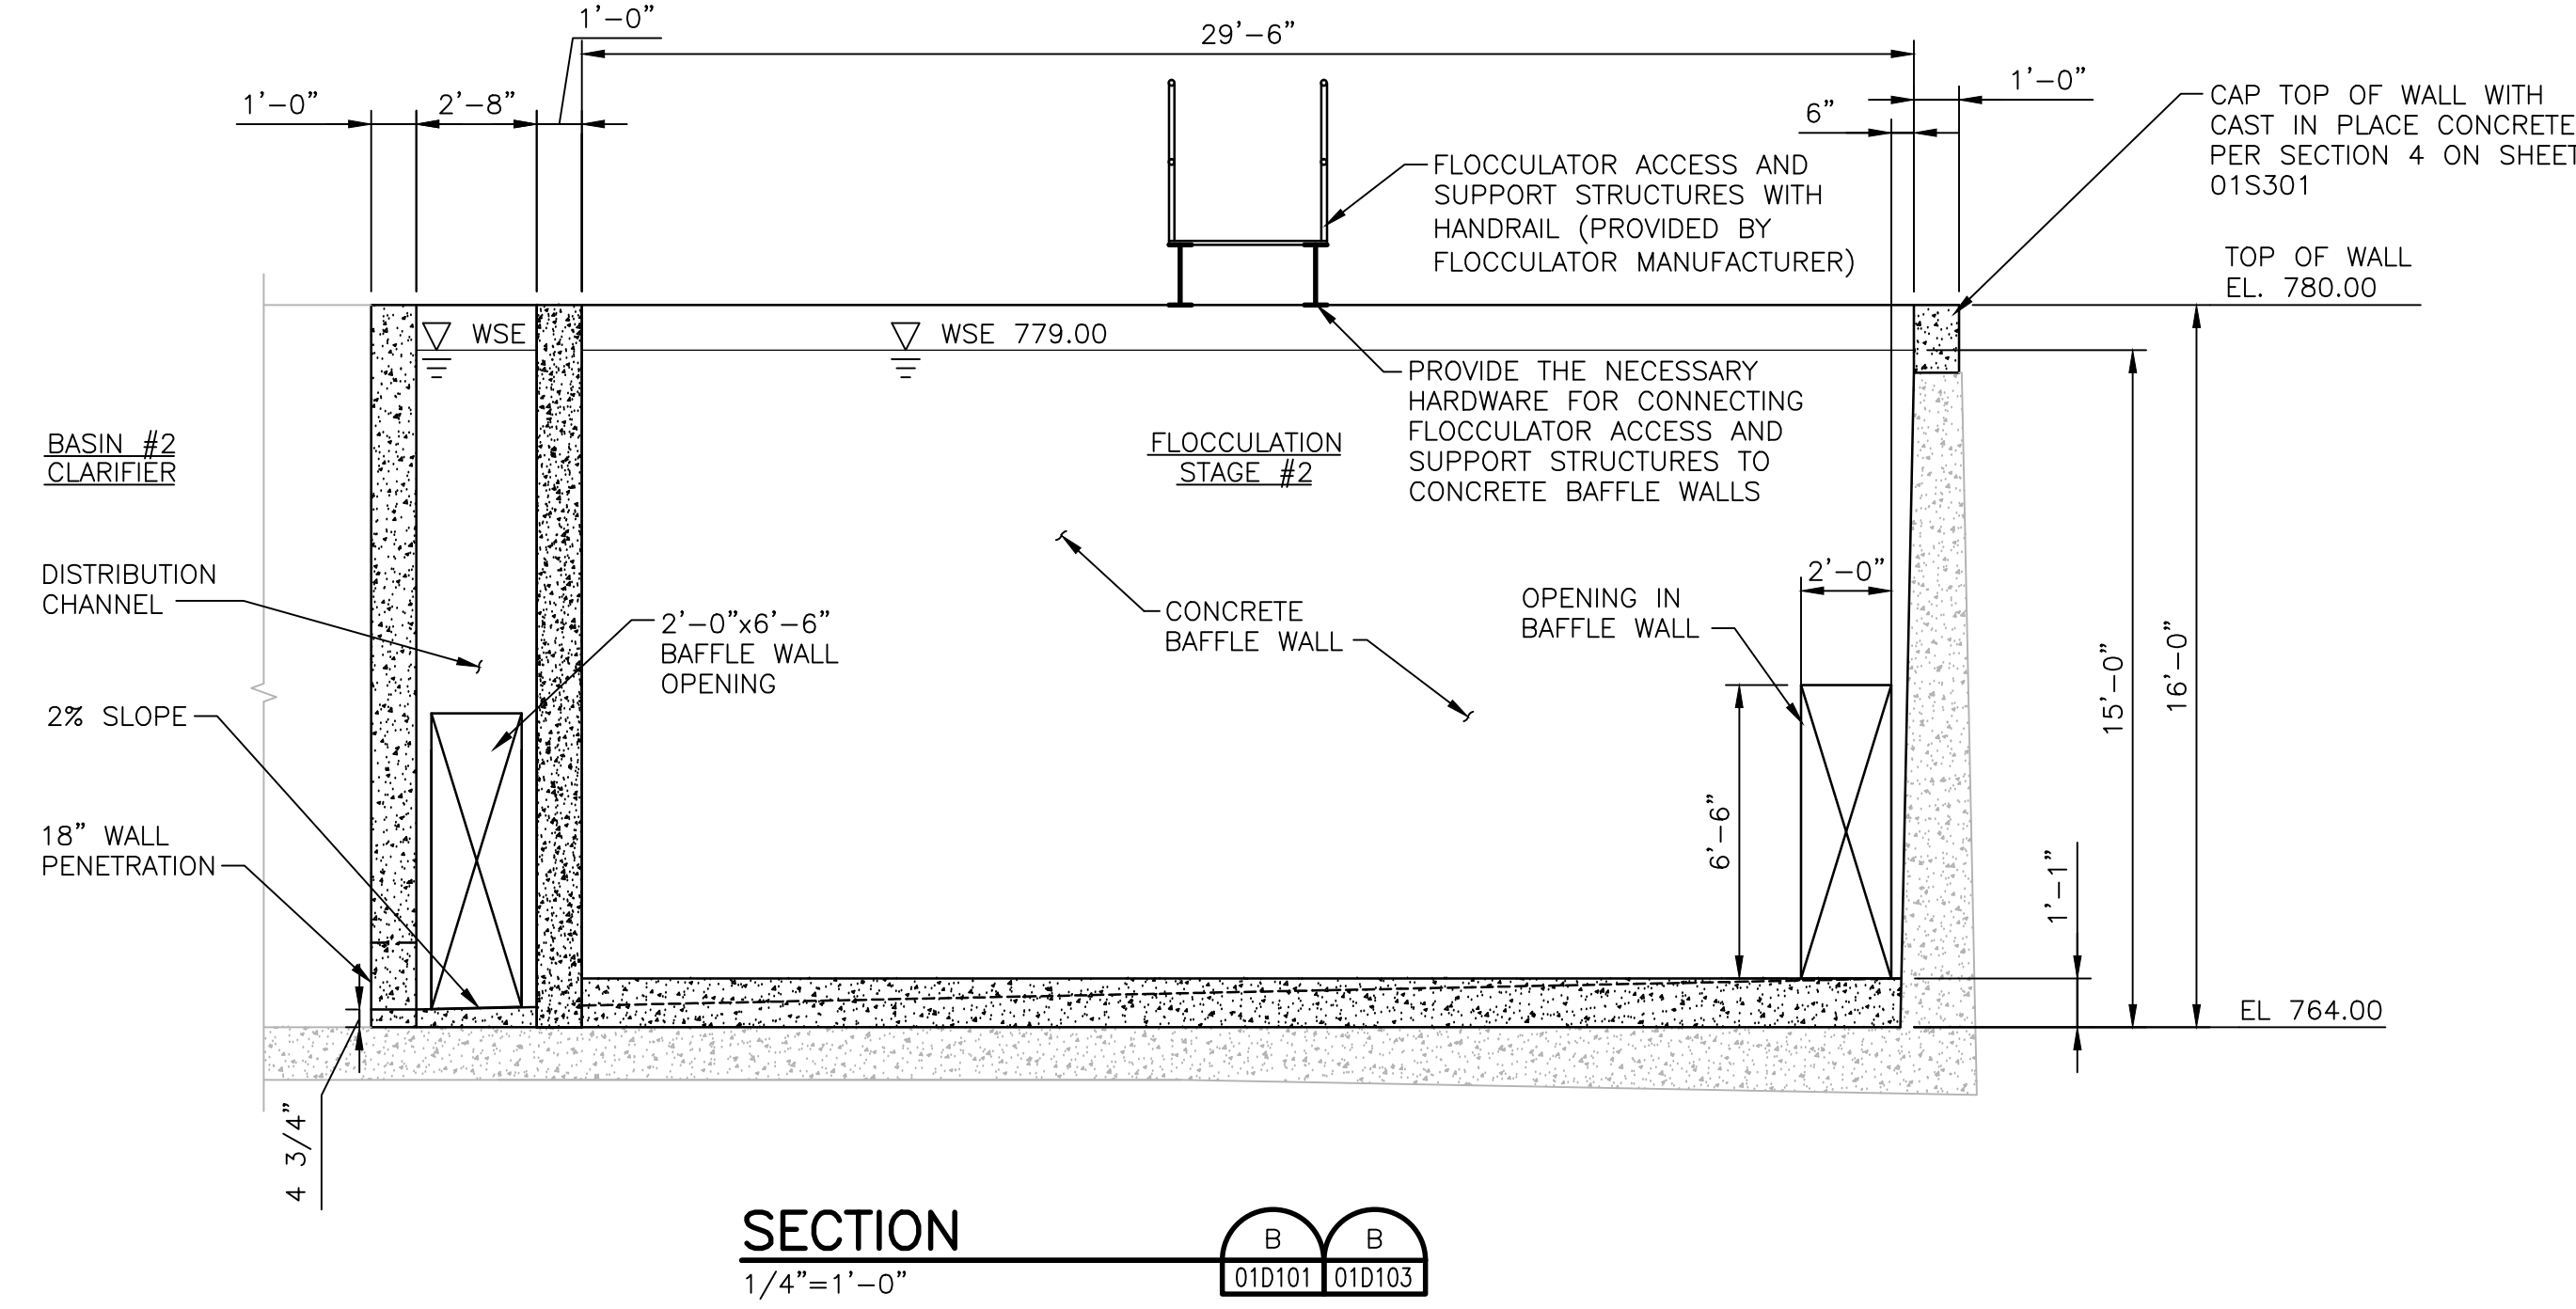 1'-0"
29'-6"
1'-0"
2'-8"
6"
1'-0"
CAP TOP OF WALL WITH
CAST IN PLACE CONCRETE
PER SECTION 4 ON SHEET
01S301
FLOCCULATOR ACCESS AND
SUPPORT STRUCTURES WITH
HANDRAIL (PROVIDED BY
FLOCCULATOR MANUFACTURER)
TOP OF WALL
EL. 780.00
WSE
WSE 779.00
PROVIDE THE NECESSARY
HARDWARE FOR CONNECTING
FLOCCULATOR ACCESS AND
SUPPORT STRUCTURES TO
CONCRETE BAFFLE WALLS
BASIN #2
CLARIFIER
FLOCCULATION
STAGE #2
DISTRIBUTION
CHANNEL
2'-0"x6'-6"
BAFFLE WALL
OPENING
CONCRETE
BAFFLE WALL
OPENING IN
BAFFLE WALL
2'-0"
15'-0"
16'-0"
2% SLOPE
18" WALL
PENETRATION
6'-6"
1'-1"
EL 764.00
4 3/4"
SECTION
1/4"=1'-0"
B
01D101
B
01D103